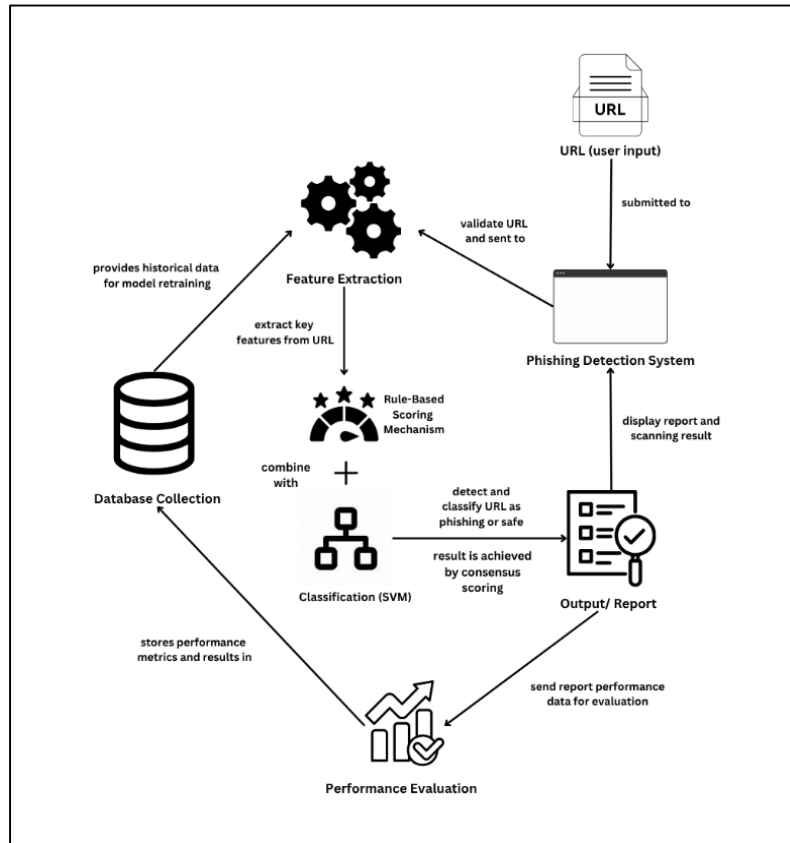 URL
URL (user input)
submitted to
validate URL
and sent to
Feature Extraction
provides historical data
for model retraining
extract key
features from URL
Phishing Detection System
Rule-Based
Scoring
Mechanism
display report and
scanning result
combine
with
Database Collection
detect and
classify URL as
phishing or safe
result is achieved
by consensus
scoring
Classification (SVM)
Output/ Report
stores performance
metrics and results in
send report performance
data for evaluation
Performance Evaluation